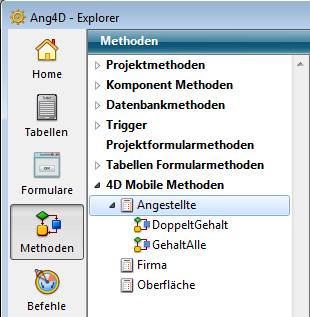 Ang4D - Explorer
Methoden
Home
Tabellen
Formulare
Methoden
Befehle
Projektmethoden
Komponent Methoden
Datenbankmethoden
Trigger
Projektformularmethoden
Tabellen Formularmethoden
4D Mobile Methoden
Angestellte
DoppeltGehalt
GehaltAlle
Firma
Oberfläche